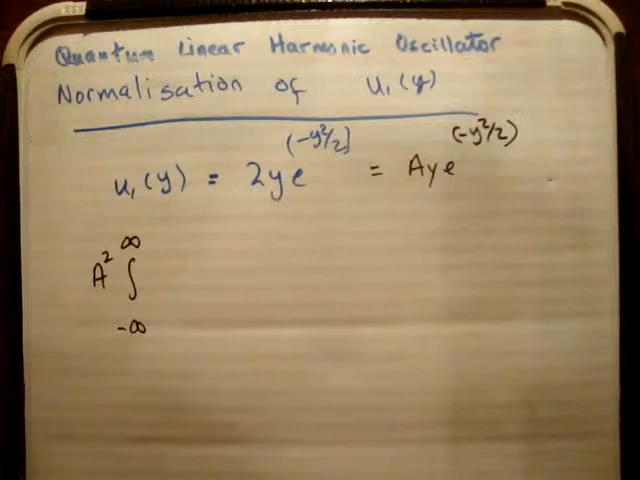 Quantum Linear Harmonic Oscillator
Normalisation of u₁(y)
u₁(y) = 2ye^(-y²/2) = Aye^(-y²/2)
A² ∫_{-∞}^{∞}